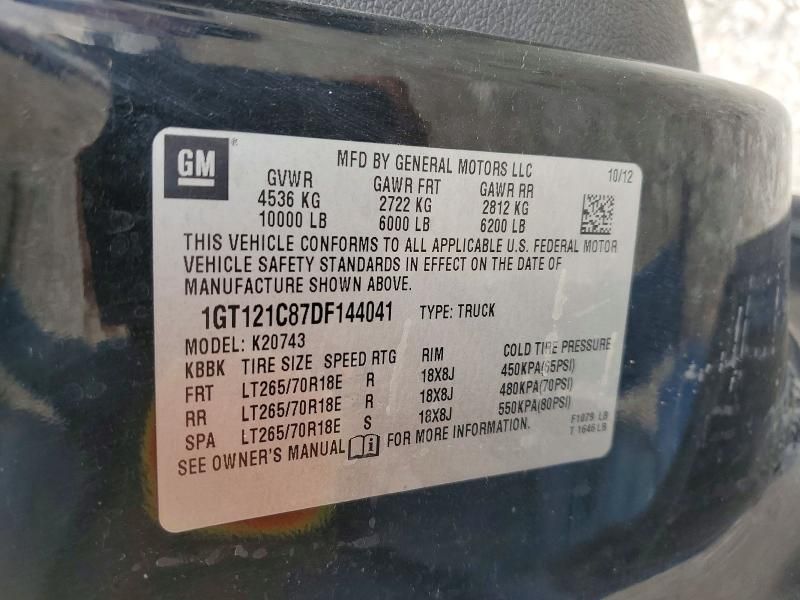 GM
MFD BY GENERAL MOTORS LLC 10/12
GVWR GAWR FRT GAWR RR
4536 KG 2722 KG 2812 KG
10000 LB 6000 LB 6200 LB
THIS VEHICLE CONFORMS TO ALL APPLICABLE U.S. FEDERAL MOTOR
VEHICLE SAFETY STANDARDS IN EFFECT ON THE DATE OF
MANUFACTURE SHOWN ABOVE.
1GT121C87DF144041 TYPE: TRUCK
MODEL: K20743
KBBK TIRE SIZE SPEED RTG RIM COLD TIRE PRESSURE
FRT LT265/70R18E R 18X8J 450KPA(65PSI)
RR LT265/70R18E R 18X8J 480KPA(70PSI)
SPA LT265/70R18E S 18X8J 550KPA(80PSI)
SEE OWNER'S MANUAL FOR MORE INFORMATION.
F1079 LB
T 1646 LB